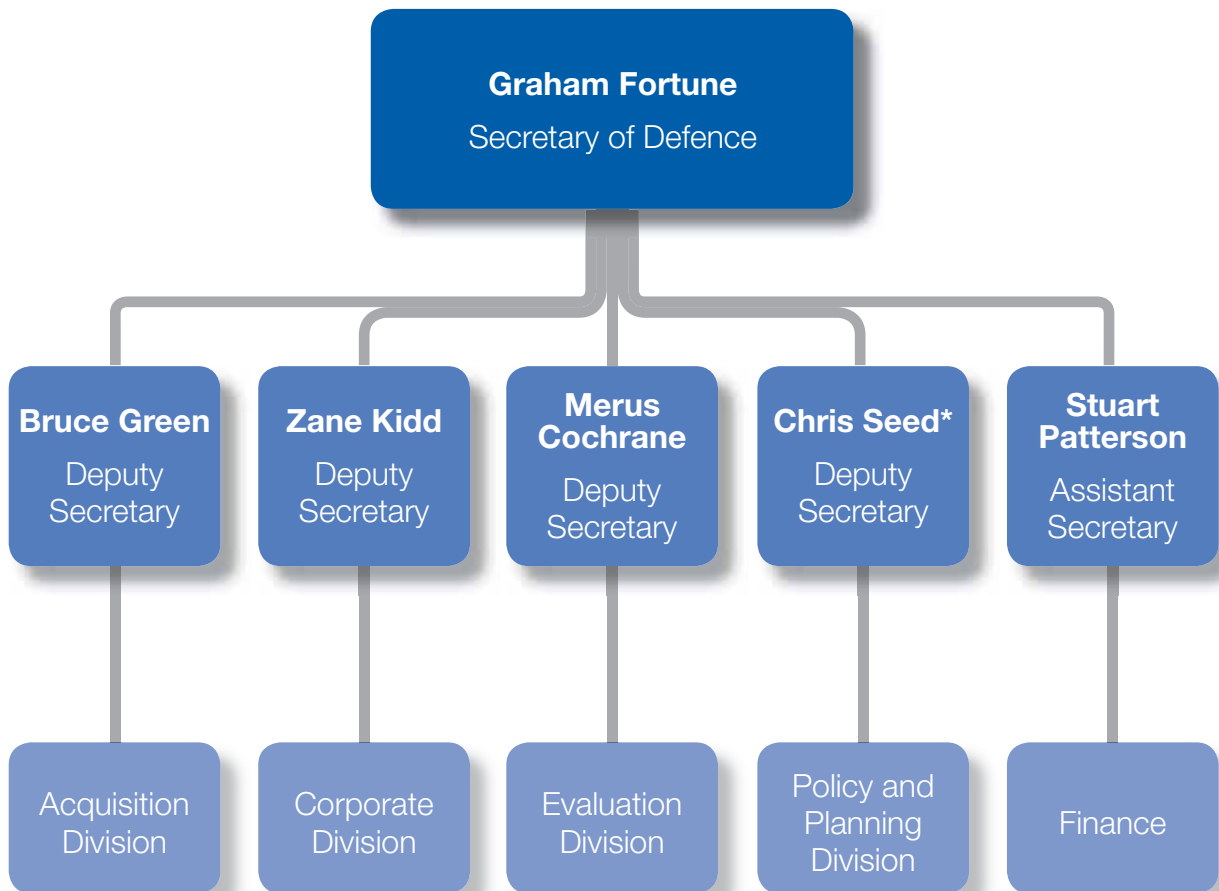 Graham Fortune
Secretary of Defence
Bruce Green
Deputy
Secretary
Zane Kidd
Deputy
Secretary
Merus
Cochrane
Deputy
Secretary
Chris Seed*
Deputy
Secretary
Stuart
Patterson
Assistant
Secretary
Acquisition
Division
Corporate
Division
Evaluation
Division
Policy and
Planning
Division
Finance